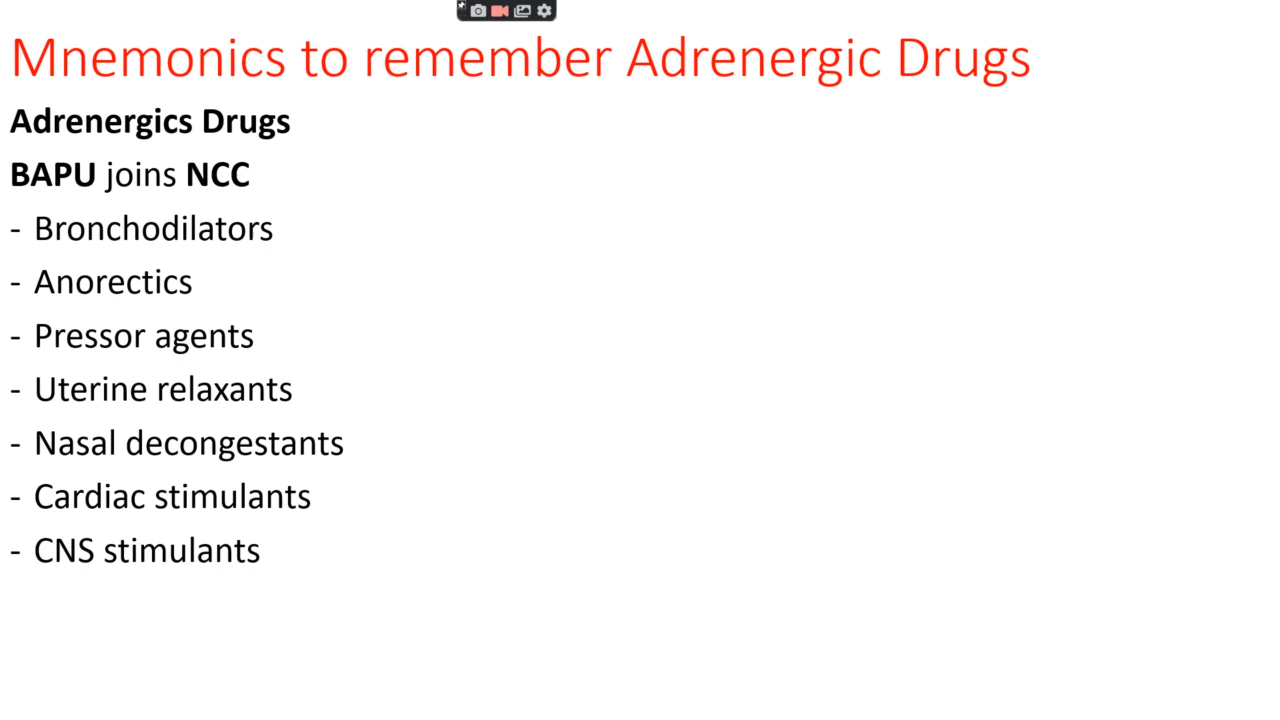 Mnemonics to remember Adrenergic Drugs
Adrenergics Drugs
BAPU joins NCC
- Bronchodilators
- Anorectics
- Pressor agents
- Uterine relaxants
- Nasal decongestants
- Cardiac stimulants
- CNS stimulants